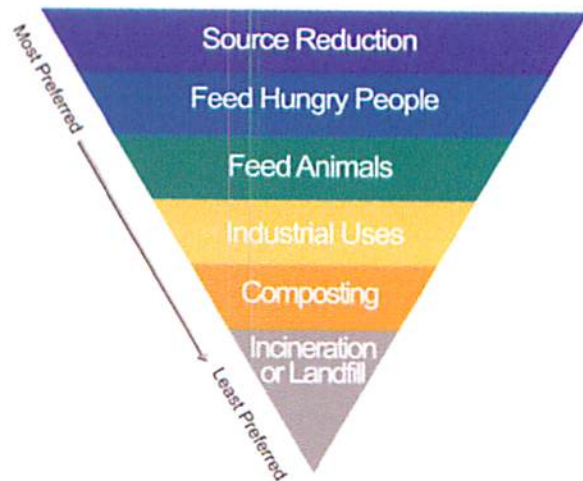 Most Preferred
Source Reduction
Feed Hungry People
Feed Animals
Industrial Uses
Composting
Incineration
or Landfill
Least Preferred